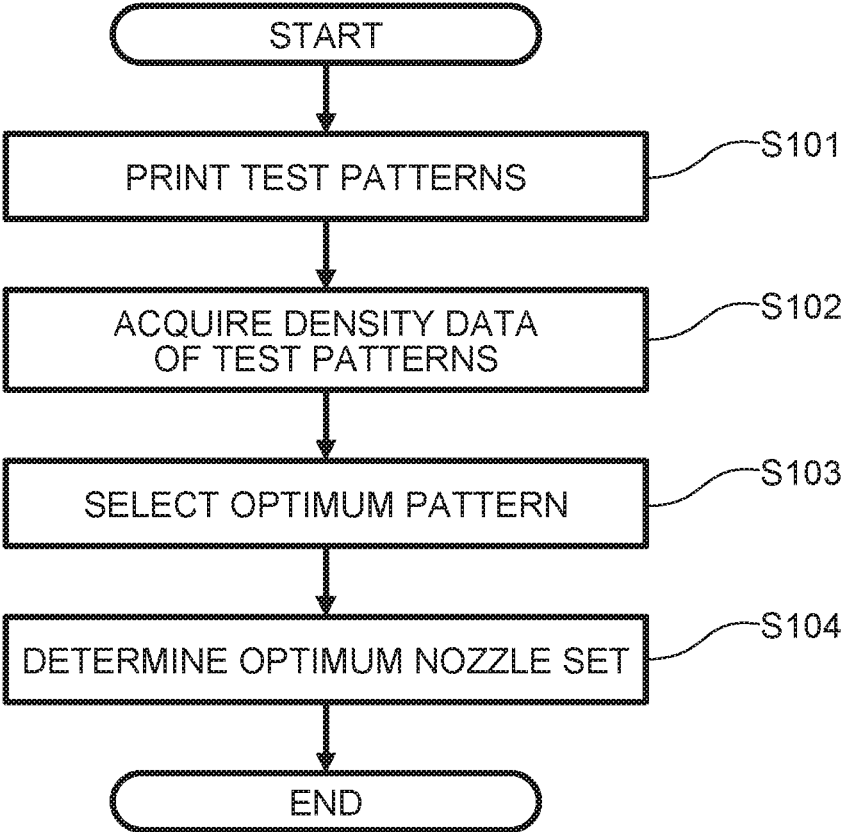 START
PRINT TEST PATTERNS
S101
ACQUIRE DENSITY DATA
OF TEST PATTERNS
S102
SELECT OPTIMUM PATTERN
S103
DETERMINE OPTIMUM NOZZLE SET
S104
END